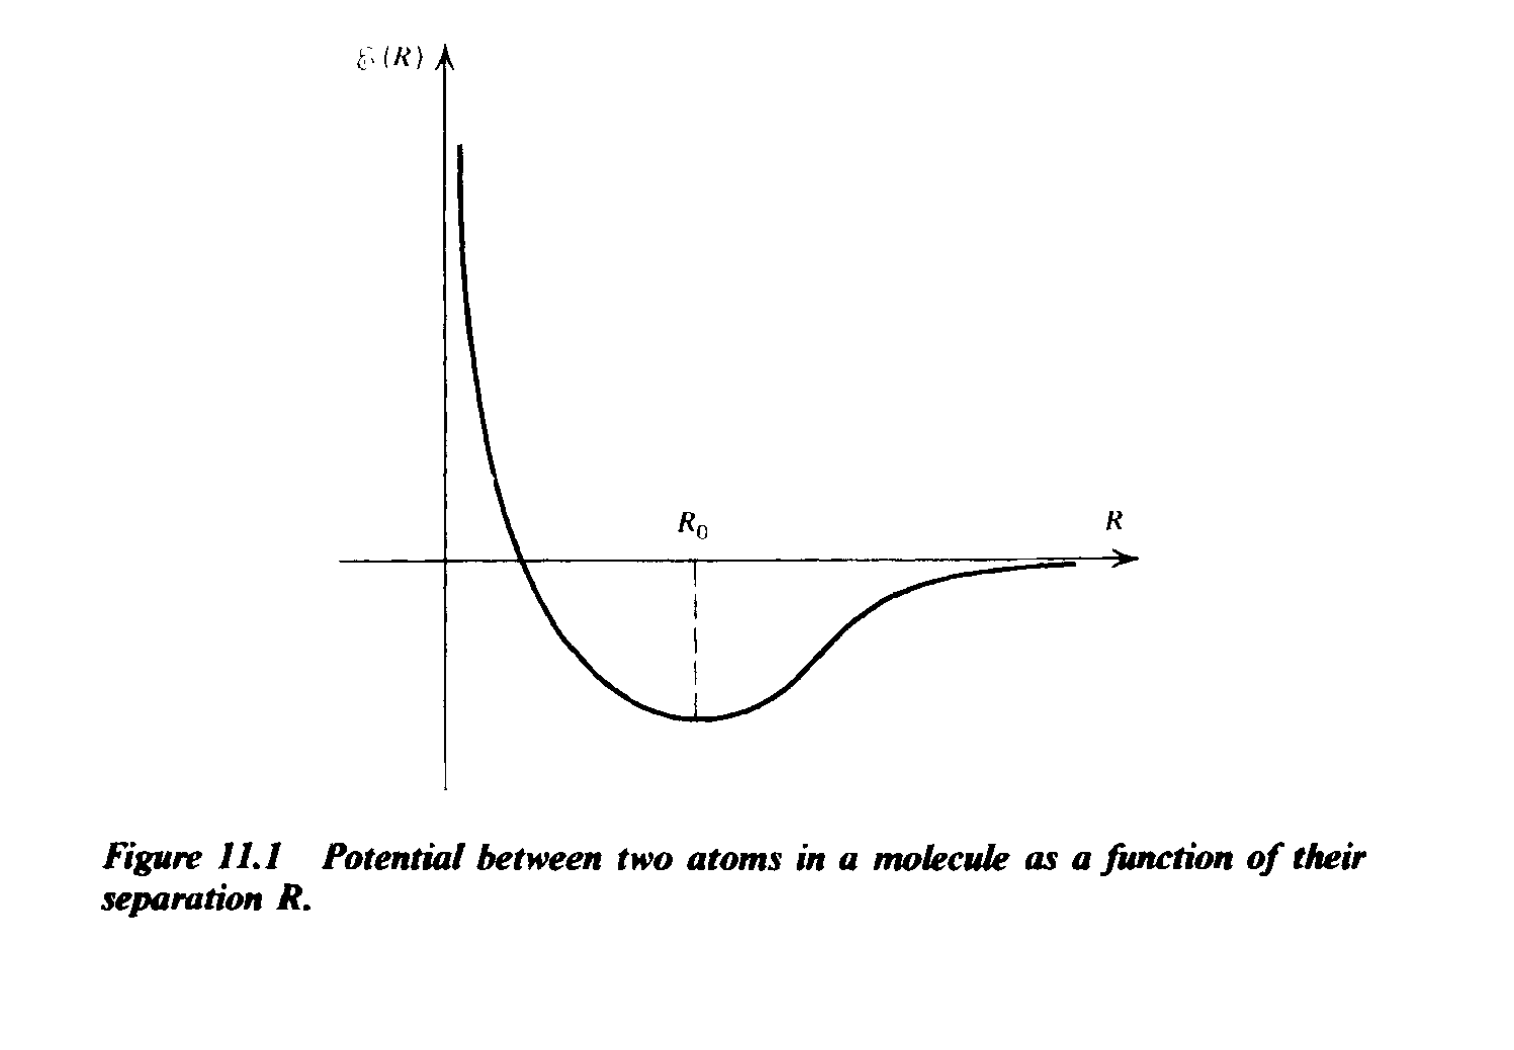 ℰ(R)
R₀
R
Figure 11.1 Potential between two atoms in a molecule as a function of their
separation R.